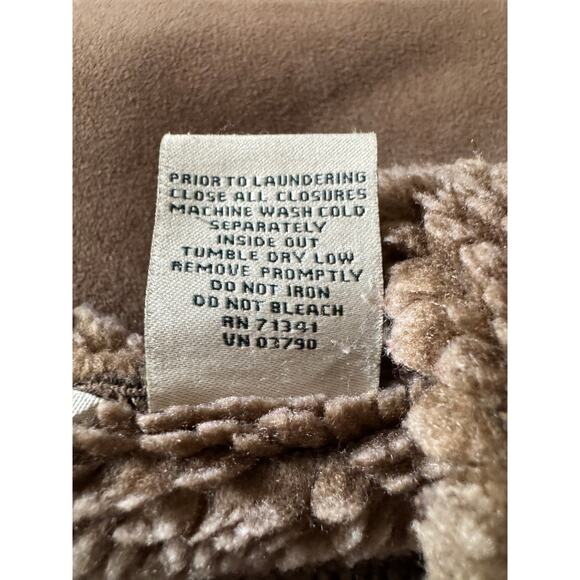 PRIOR TO LAUNDERING
CLOSE ALL CLOSURES
MACHINE WASH COLD
SEPARATELY
INSIDE OUT
TUMBLE DRY LOW
REMOVE PROMPTLY
DO NOT IRON
DO NOT BLEACH
RN 71341
VN 03790